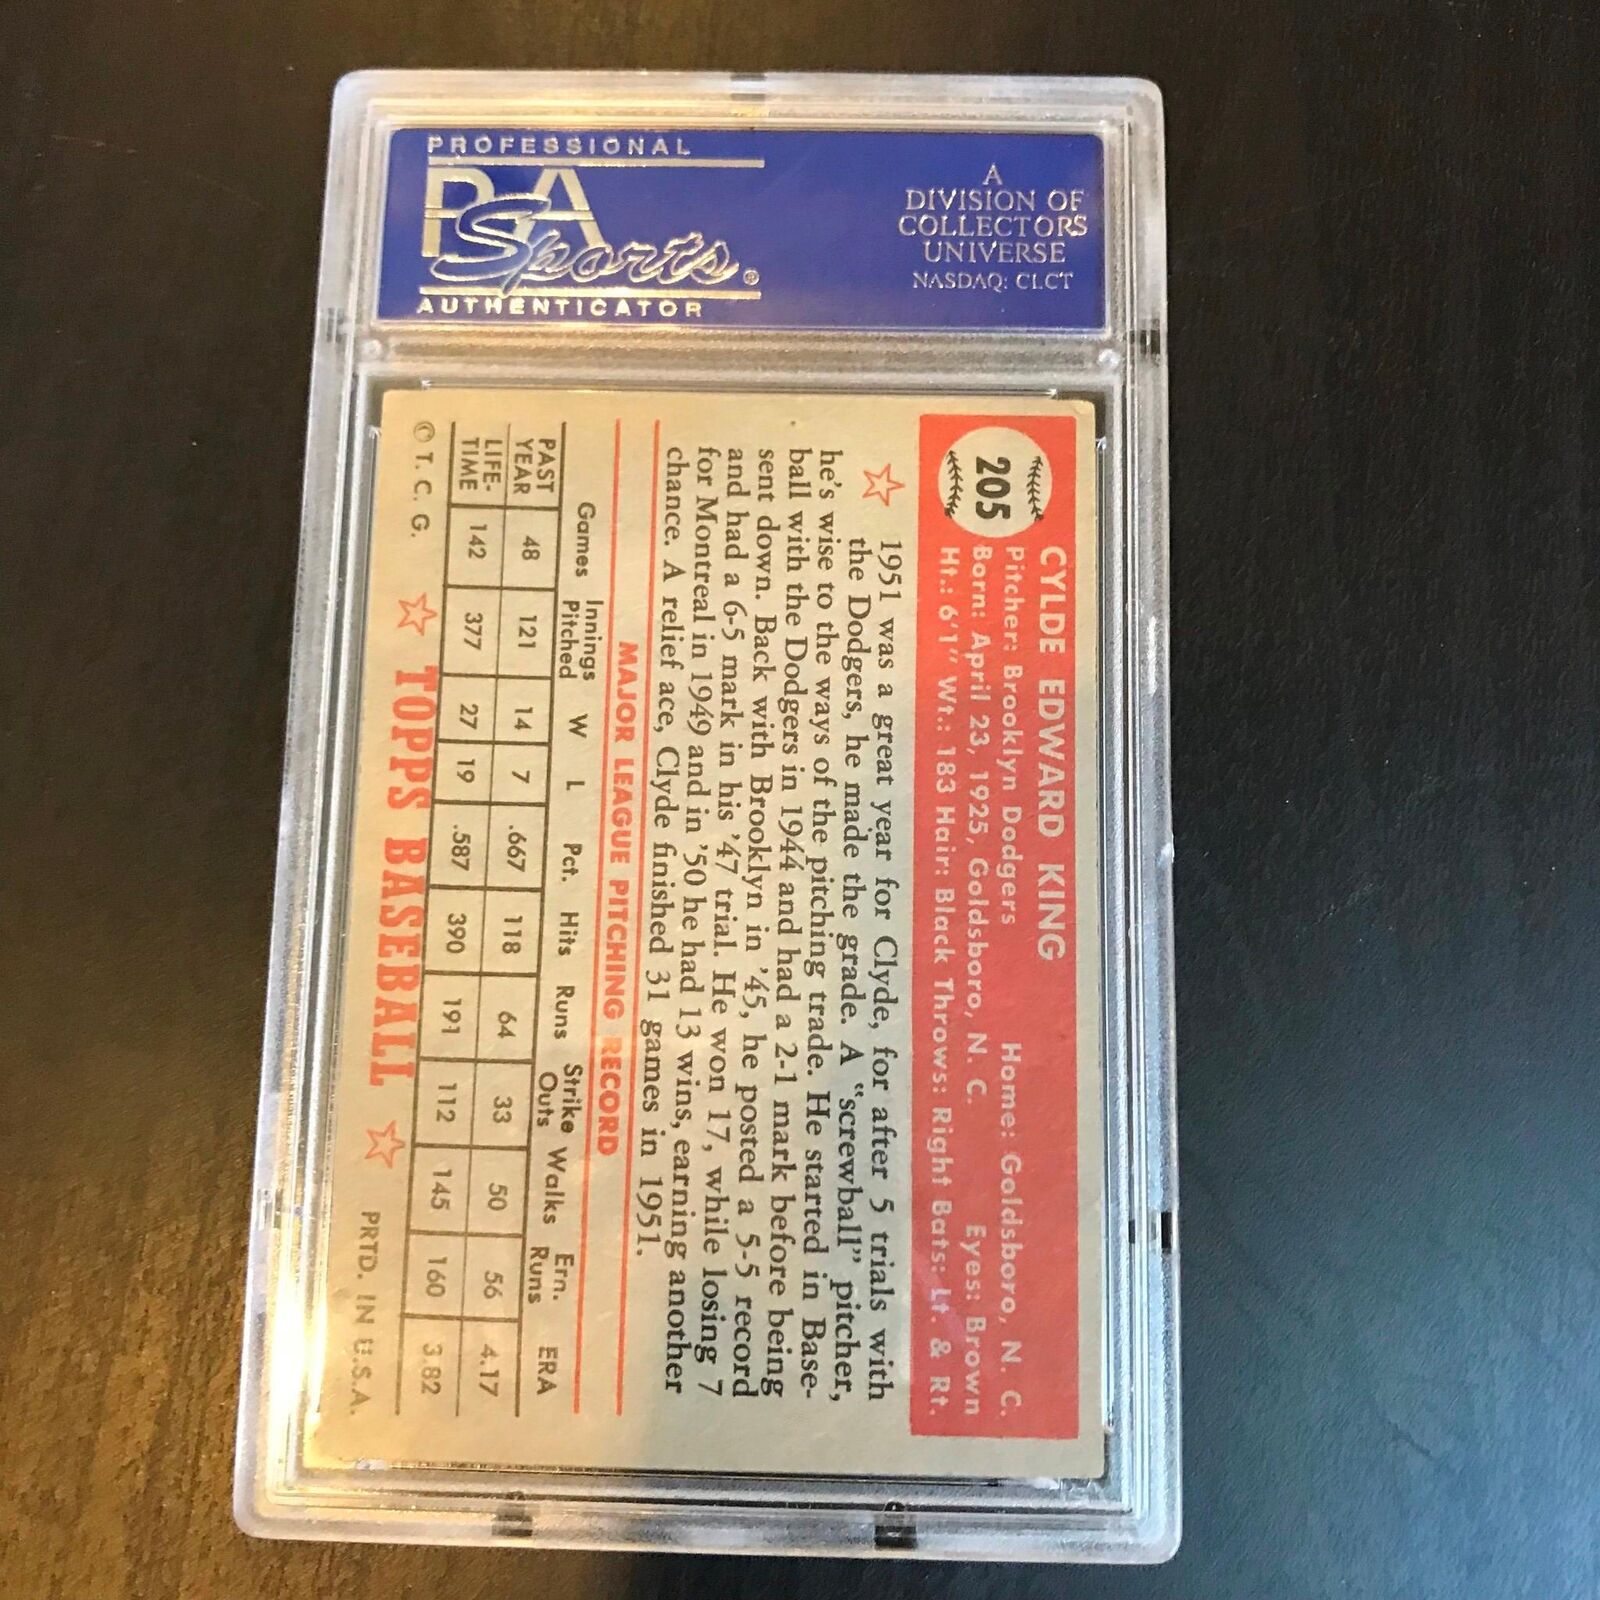 PROFESSIONAL
PSA
Sports®
AUTHENTICATOR
A
DIVISION OF
COLLECTORS
UNIVERSE
NASDAQ: CLCT
205
CYLDE EDWARD KING
Pitcher: Brooklyn Dodgers Home: Goldsboro, N. C.
Born: April 23, 1925, Goldsboro, N. C. Eyes: Brown
Ht.: 6'1" Wt.: 183 Hair: Black Throws: Right Bats: Lt. & Rt.
1951 was a great year for Clyde, for after 5 trials with
the Dodgers, he made the grade. A "screwball" pitcher,
he's wise to the ways of the pitching trade. He started in Base-
ball with the Dodgers in 1944 and had a 2-1 mark before being
sent down. Back with Brooklyn in '45, he posted a 5-5 record
and had a 6-5 mark in his '47 trial. He won 17, while losing 7
for Montreal in 1949 and in '50 he had 13 wins, earning another
chance. A relief ace, Clyde finished 31 games in 1951.
MAJOR LEAGUE PITCHING RECORD
Games Innings Pitched W L Pct. Hits Runs Strike Outs Walks Ern. Runs ERA
PAST YEAR 48 121 14 7 .667 118 64 33 50 56 4.17
LIFE-TIME 142 377 27 19 .587 390 191 112 145 160 3.82
© T. C. G. TOPPS BASEBALL PRTD. IN U.S.A.